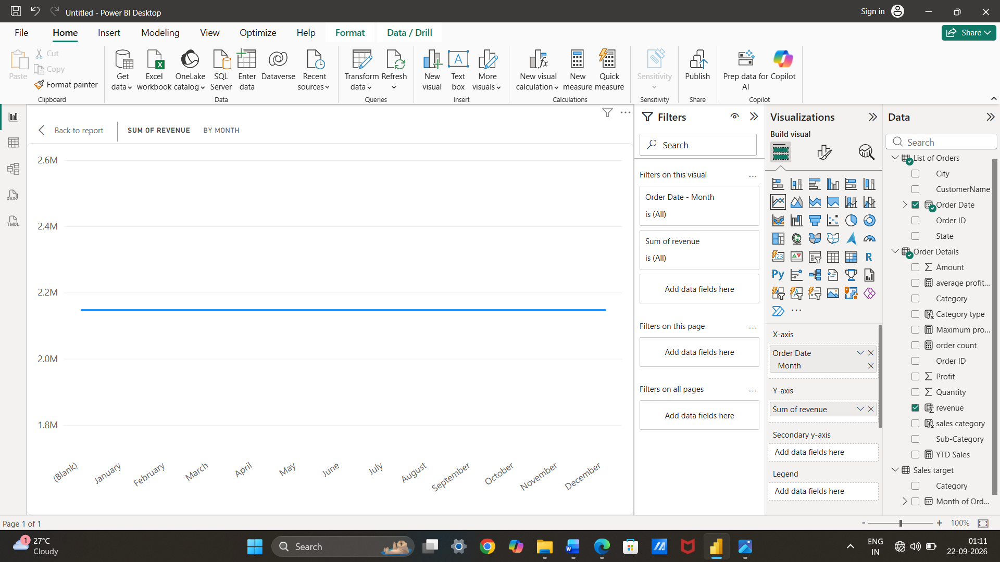 Untitled - Power BI Desktop
Sign in
File Home Insert Modeling View Optimize Help Format Data / Drill
Share
Paste
Cut
Copy
Format painter
Clipboard
Get data
Excel workbook
OneLake catalog
SQL Server
Enter data
Dataverse
Recent sources
Data
Transform data
Refresh
Queries
New visual
Text box
More visuals
Insert
New visual calculation
New measure
Quick measure
Calculations
Sensitivity
Sensitivity
Publish
Share
Prep data for AI
Copilot
Copilot
DAX
TMDL
Back to report
SUM OF REVENUE BY MONTH
2.6M
2.4M
2.2M
2.0M
1.8M
(Blank) January February March April May June July August September October November December
Filters
Search
Filters on this visual ...
Order Date - Month
is (All)
Sum of revenue
is (All)
Add data fields here
Filters on this page ...
Add data fields here
Filters on all pages ...
Add data fields here
Visualizations
Build visual
123
R
Py
...
X-axis
Order Date
Month
Y-axis
Sum of revenue
Secondary y-axis
Add data fields here
Legend
Add data fields here
Data
Search
List of Orders
City
CustomerName
Order Date
Order ID
State
Order Details
Amount
average profit...
Category
Category type
Maximum pro...
order count
Order ID
Profit
Quantity
revenue
sales category
Sub-Category
YTD Sales
Sales target
Category
Month of Ord...
Page 1 of 1
- + 100%
1
27°C
Cloudy
Search
ENG
IN
01:11
22-09-2026